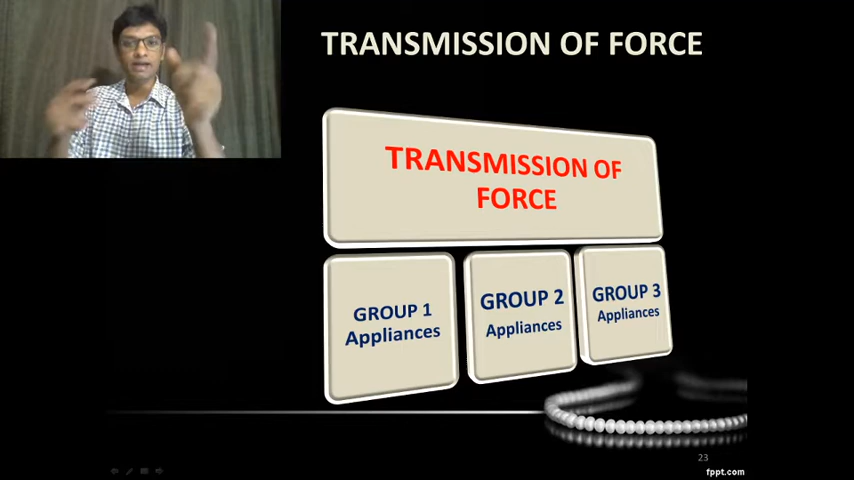 TRANSMISSION OF FORCE
TRANSMISSION OF
FORCE
GROUP 1
Appliances
GROUP 2
Appliances
GROUP 3
Appliances
23
fppt.com